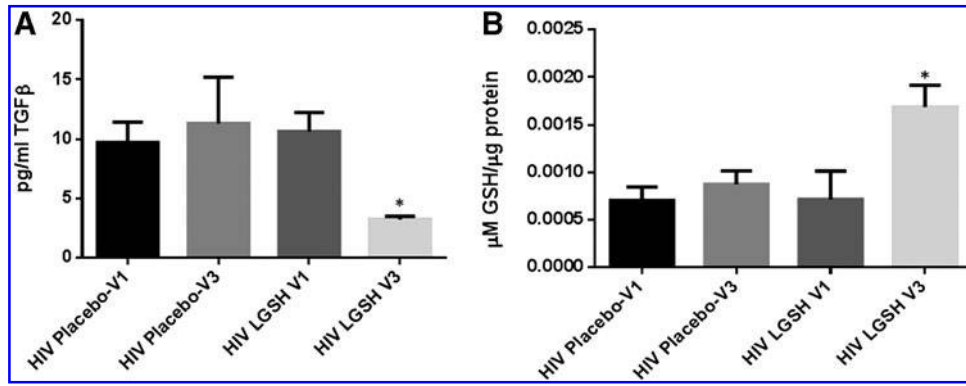 A
20
15
10
5
0
pg/ml TGFβ
HIV Placebo-V1
HIV Placebo-V3
HIV LGSH V1
HIV LGSH V3
*
B
0.0025
0.0020
0.0015
0.0010
0.0005
0.0000
μM GSH/μg protein
HIV Placebo-V1
HIV Placebo-V3
HIV LGSH V1
HIV LGSH V3
*